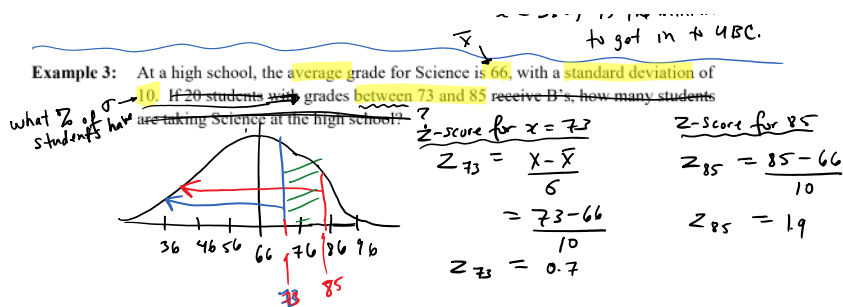 to get in to UBC.
x̄
Example 3: At a high school, the average grade for Science is 66, with a standard deviation of
10. If 20 students with grades between 73 and 85 receive B's, how many students
are taking Science at the high school?
σ
what % of
students have
?
Z-score for x = 73
Z73 = x - x̄ / σ
= 73-66 / 10
Z73 = 0.7
Z-score for 85
Z85 = 85-66 / 10
Z85 = 1.9
36 46 56 66 76 86 96
73 85